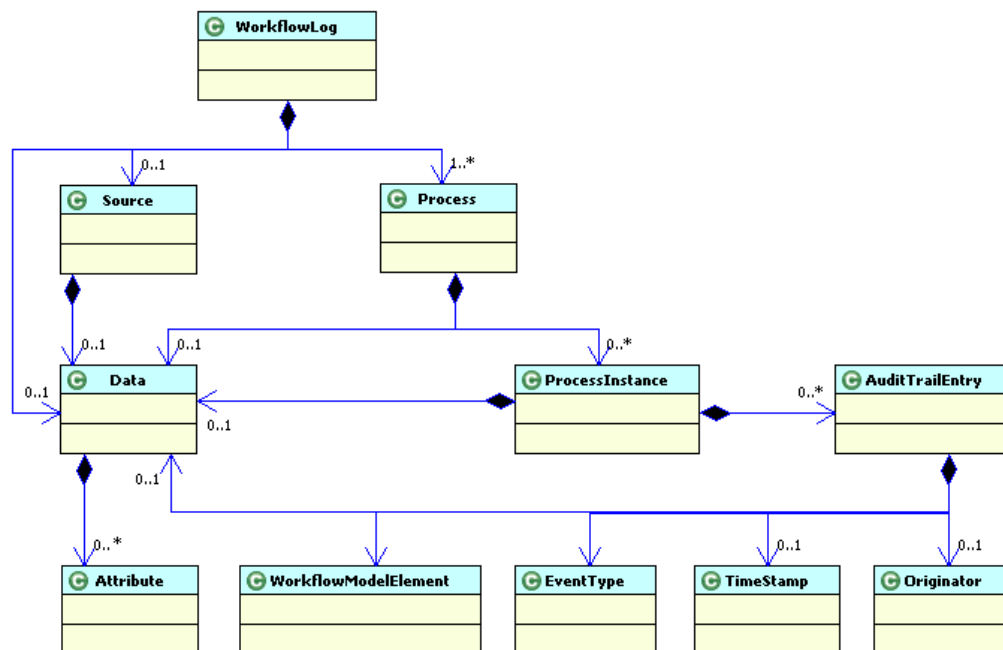 C WorkflowLog
0..1
1..*
C Source
C Process
0..1
0..1
0..*
C Data
C ProcessInstance
C AuditTrailEntry
0..1
0..1
0..*
0..1
0..*
0..1
0..1
C Attribute
C WorkflowModelElement
C EventType
C TimeStamp
C Originator